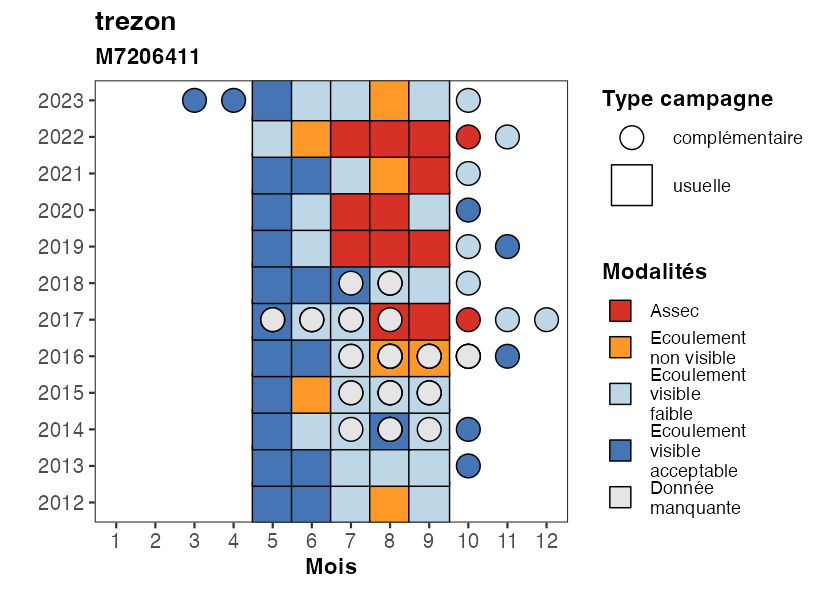 trezon
M7206411
2023
2022
2021
2020
2019
2018
2017
2016
2015
2014
2013
2012
1 2 3 4 5 6 7 8 9 10 11 12
Mois
Type campagne
complémentaire
usuelle
Modalités
Assec
Ecoulement
non visible
Ecoulement
visible
faible
Ecoulement
visible
acceptable
Donnée
manquante